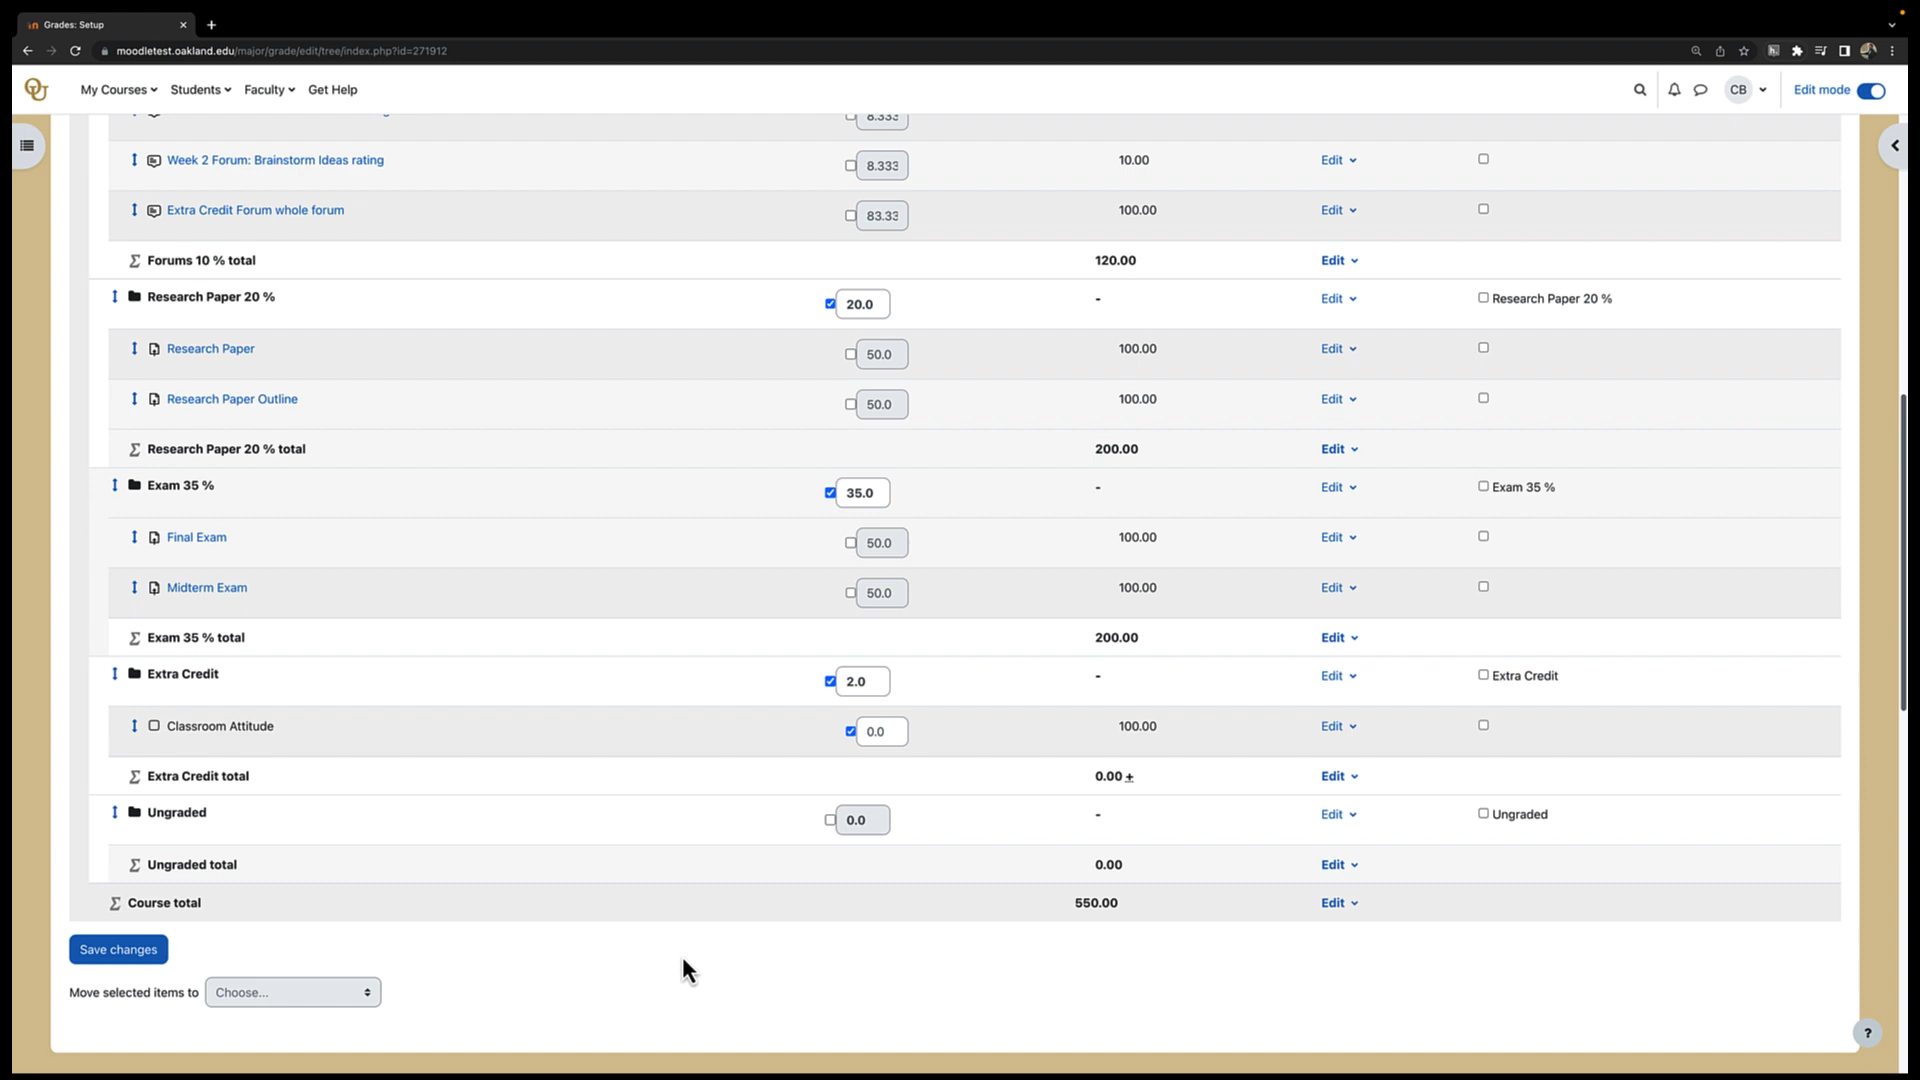 Grades: Setup
moodletest.oakland.edu/major/grade/edit/tree/index.php?id=271912
OU My Courses Students Faculty Get Help CB Edit mode
8.333
Week 2 Forum: Brainstorm Ideas rating 8.333 10.00 Edit
Extra Credit Forum whole forum 83.33 100.00 Edit
Σ Forums 10 % total 120.00 Edit
Research Paper 20 % 20.0 - Edit Research Paper 20 %
Research Paper 50.0 100.00 Edit
Research Paper Outline 50.0 100.00 Edit
Σ Research Paper 20 % total 200.00 Edit
Exam 35 % 35.0 - Edit Exam 35 %
Final Exam 50.0 100.00 Edit
Midterm Exam 50.0 100.00 Edit
Σ Exam 35 % total 200.00 Edit
Extra Credit 2.0 - Edit Extra Credit
Classroom Attitude 0.0 100.00 Edit
Σ Extra Credit total 0.00 + Edit
Ungraded 0.0 - Edit Ungraded
Σ Ungraded total 0.00 Edit
Σ Course total 550.00 Edit
Save changes
Move selected items to Choose...
?